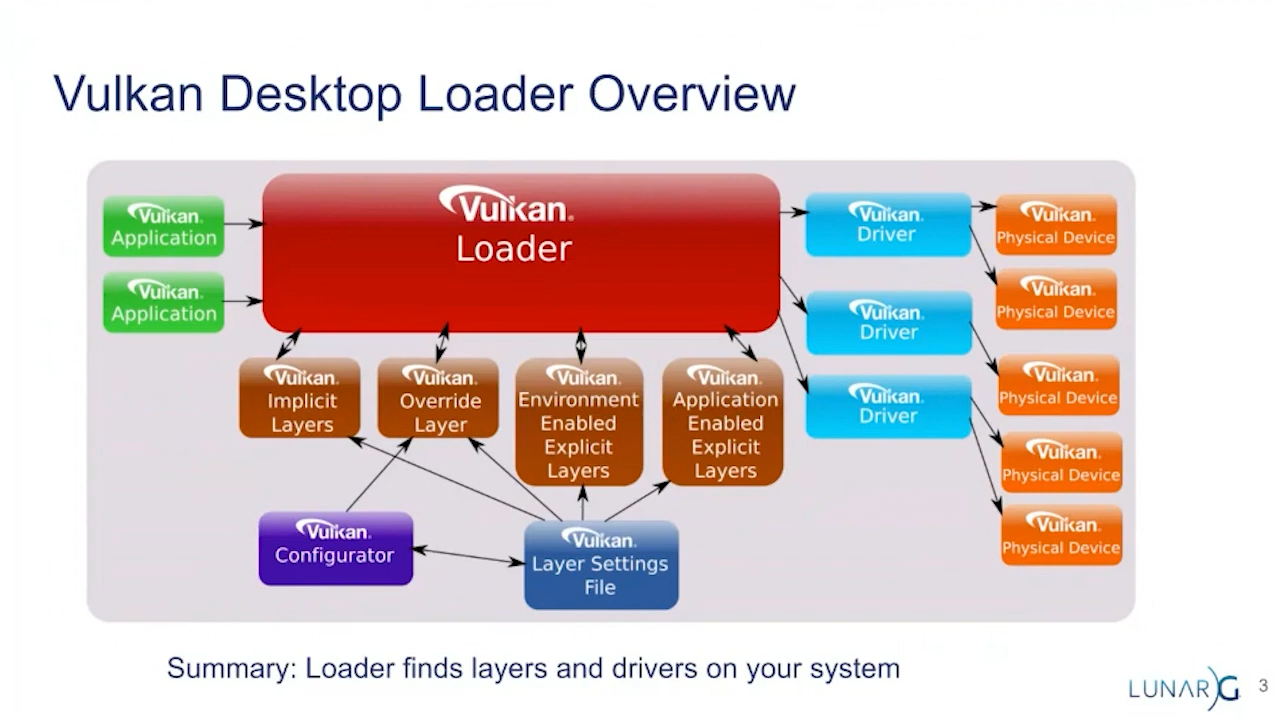 Vulkan Desktop Loader Overview
Vulkan.
Application
Vulkan.
Application
Vulkan.
Loader
Vulkan.
Driver
Vulkan.
Driver
Vulkan.
Driver
Vulkan.
Physical Device
Vulkan.
Physical Device
Vulkan.
Physical Device
Vulkan.
Physical Device
Vulkan.
Physical Device
Vulkan.
Implicit
Layers
Vulkan.
Override
Layer
Vulkan.
Environment
Enabled
Explicit
Layers
Vulkan.
Application
Enabled
Explicit
Layers
Vulkan.
Configurator
Vulkan.
Layer Settings
File
Summary: Loader finds layers and drivers on your system
LUNARG
3